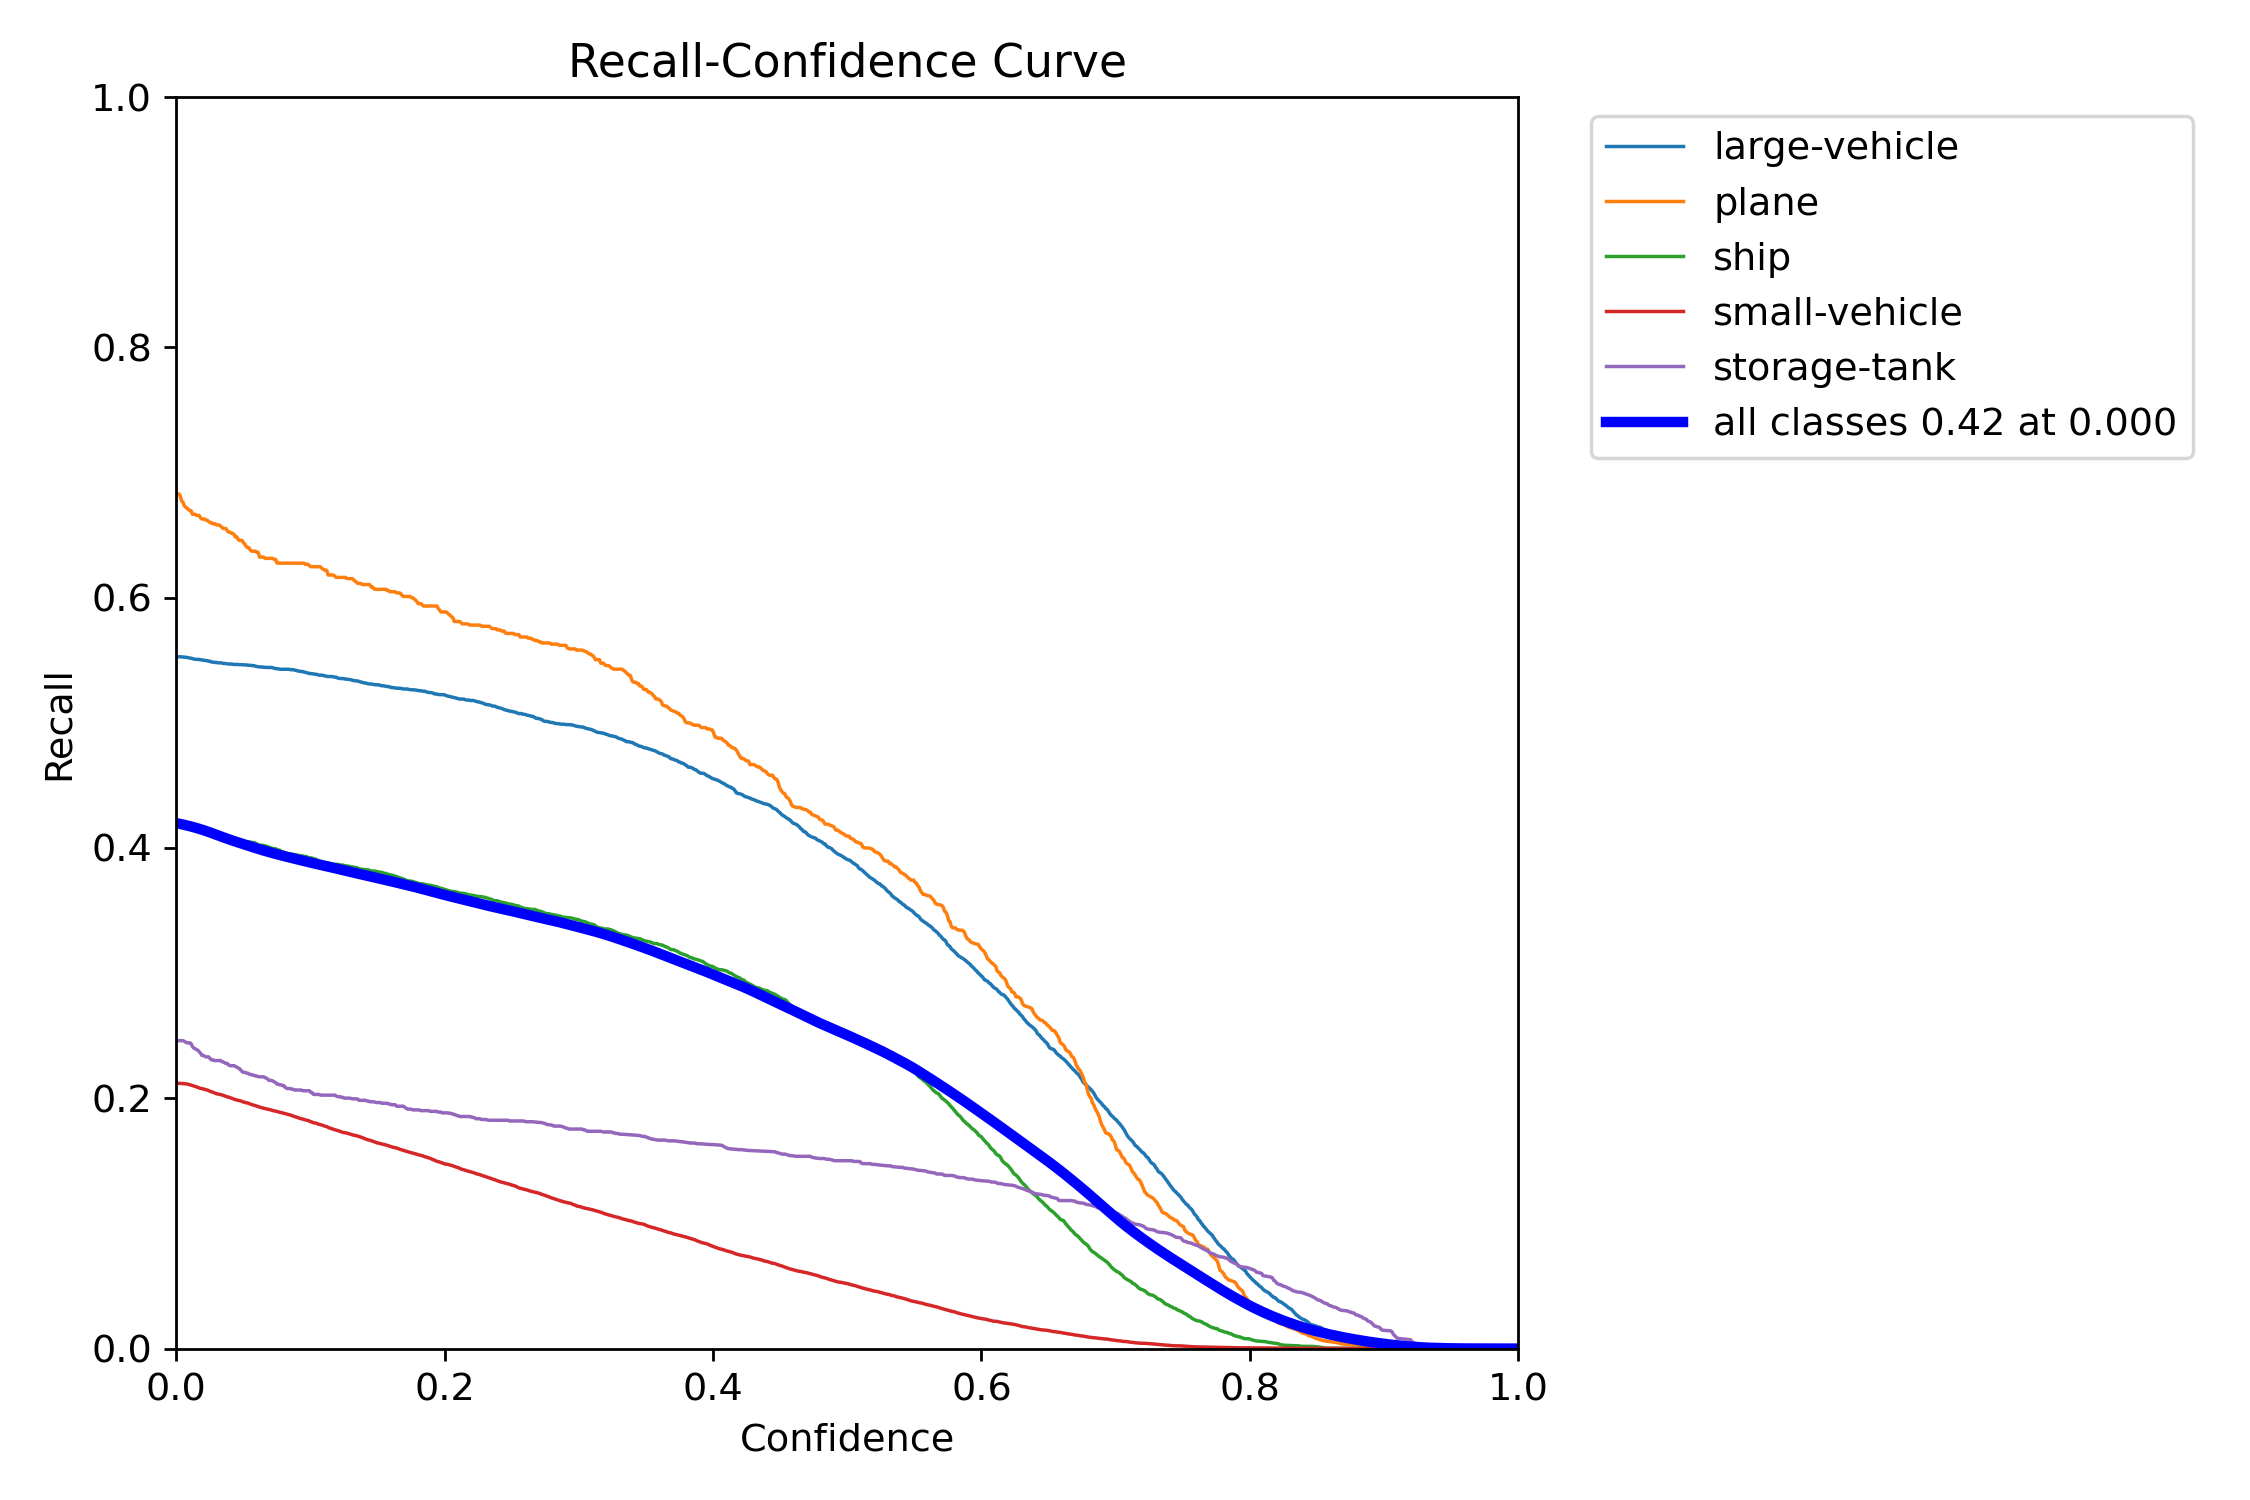 Recall-Confidence Curve
1.0
0.8
0.6
0.4
0.2
0.0
Recall
0.0 0.2 0.4 0.6 0.8 1.0
Confidence
large-vehicle
plane
ship
small-vehicle
storage-tank
all classes 0.42 at 0.000